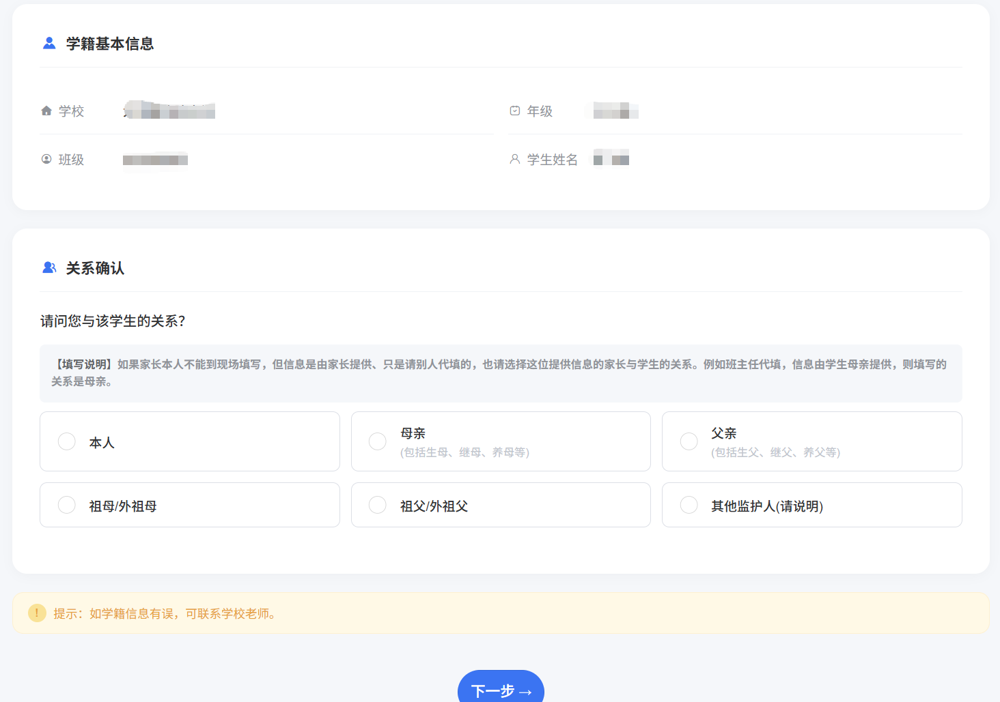 学籍基本信息
学校
年级
班级
学生姓名
关系确认
请问您与该学生的关系?
【填写说明】如果家长本人不能到现场填写，但信息是由家长提供、只是请别人代填的，也请选择这位提供信息的家长与学生的关系。例如班主任代填，信息由学生母亲提供，则填写的
关系是母亲。
本人
母亲
(包括生母、继母、养母等)
父亲
(包括生父、继父、养父等)
祖母/外祖母
祖父/外祖父
其他监护人(请说明)
! 提示：如学籍信息有误，可联系学校老师。
下一步→